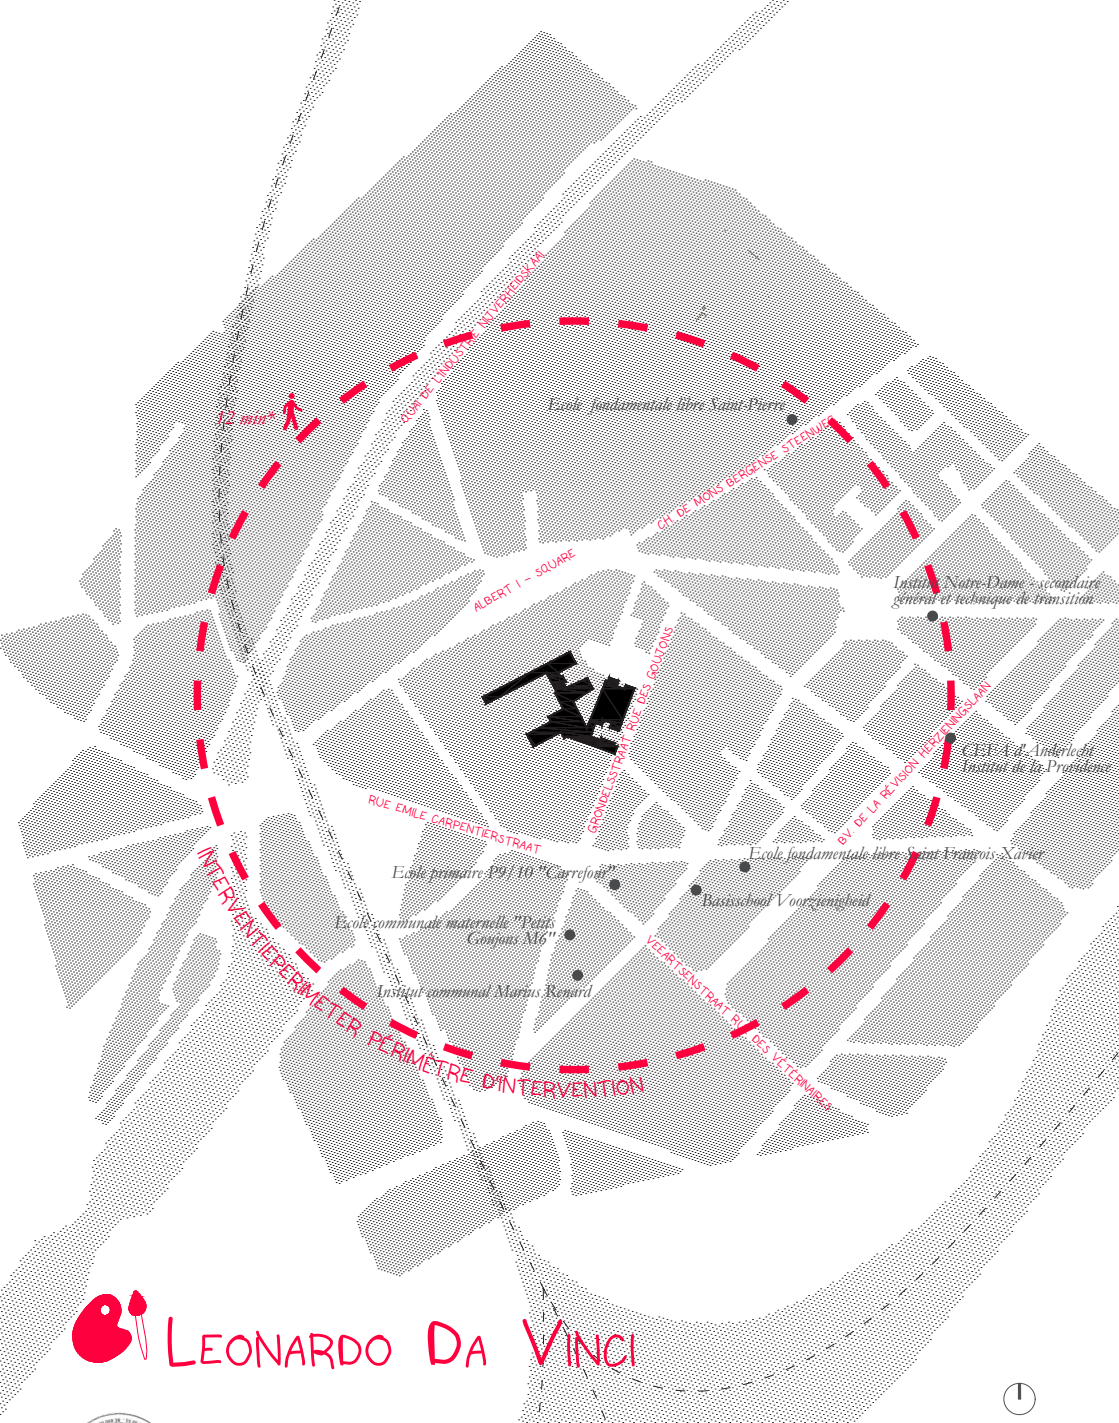 QUAI DE L'INDUSTRIE NIJVERHEIDSKAAI
12 min*
Ecole fondamentale libre Saint-Pierre
CH. DE MONS BERGENSE STEENWEG
ALBERT I - SQUARE
Institut Notre-Dame - secondaire
général et technique de transition
GRONDELSSTRAAT RUE DES GOUJONS
BV. DE LA RÉVISION HERZIENINGSLAAN
CEFA d'Anderlecht
Institut de la Providence
RUE EMILE CARPENTIERSTRAAT
Ecole fondamentale libre Saint François-Xavier
Ecole primaire P9/10 "Carrefour"
Basisschool Voorzienigheid
Ecole communale maternelle "Petits
Goujons M6"
Institut communal Marius Renard
VEEARTSENSTRAAT RUE DES VÉTÉRINAIRES
INTERVENTIEPERIMETER PÉRIMÈTRE D'INTERVENTION
LEONARDO DA VINCI